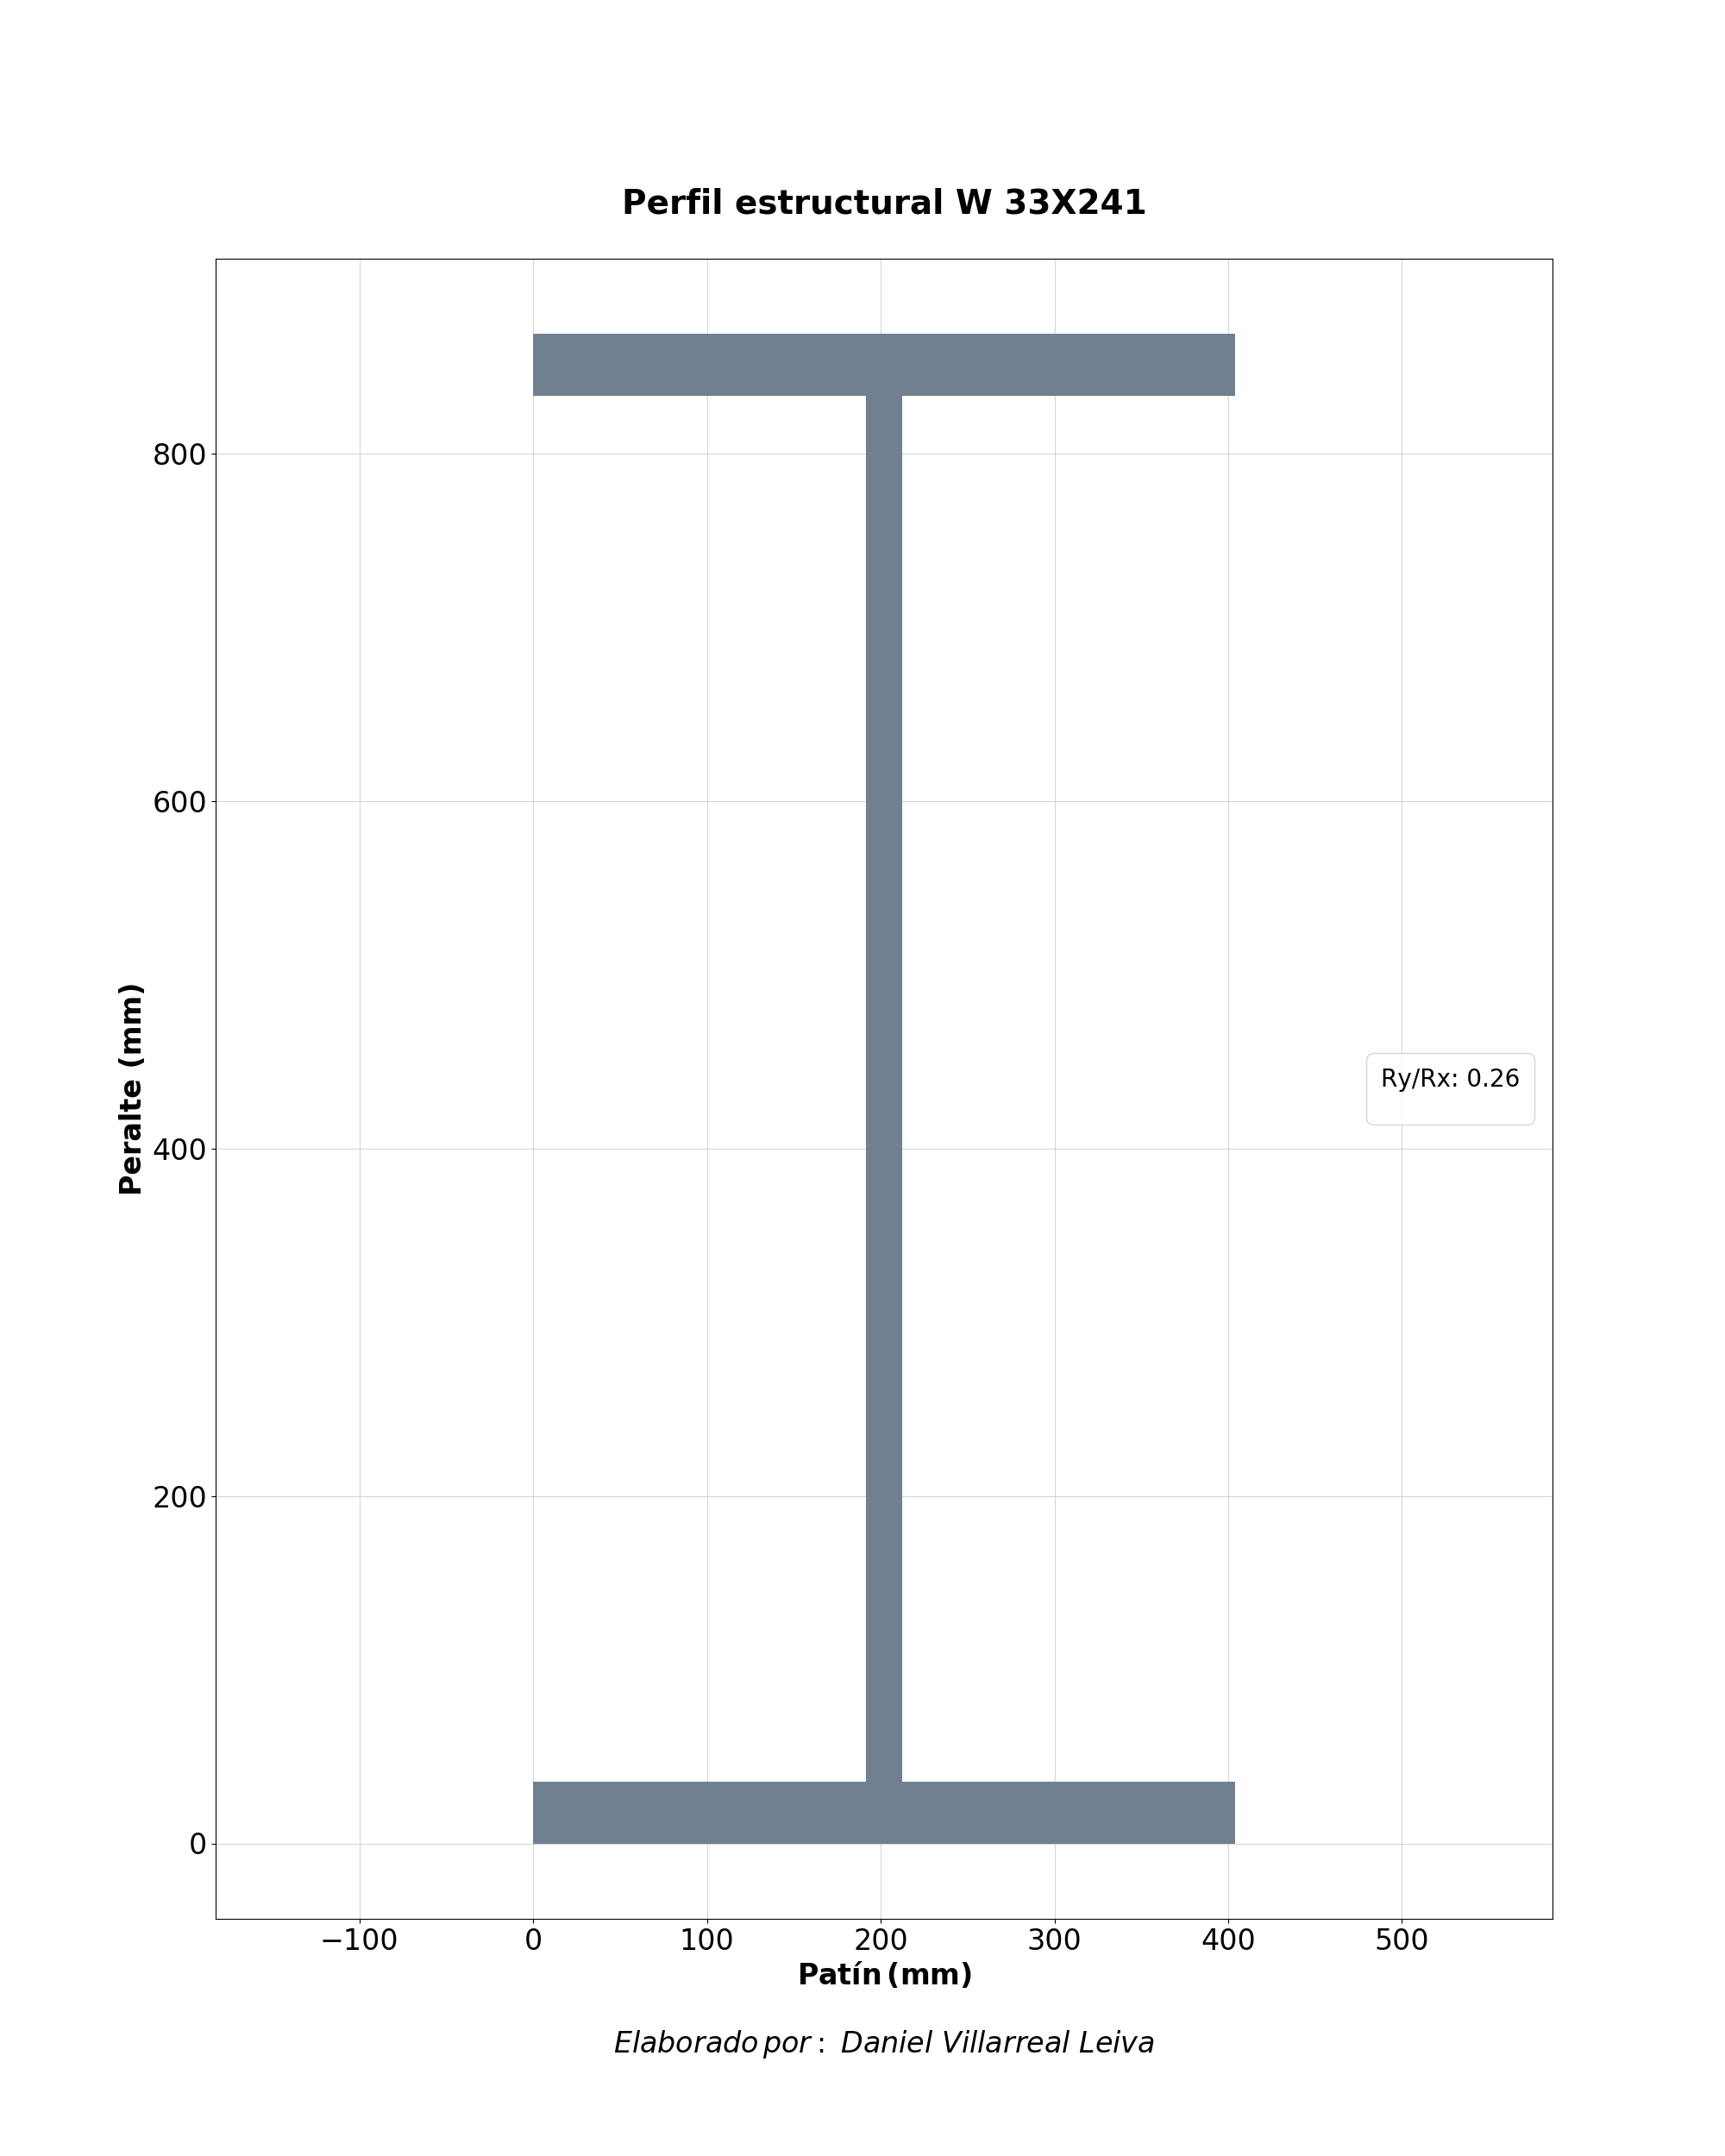 Perfil estructural W 33X241
800
600
400
200
0
Peralte (mm)
Ry/Rx: 0.26
−100 0 100 200 300 400 500
Patín (mm)
Elaborado por: Daniel Villarreal Leiva